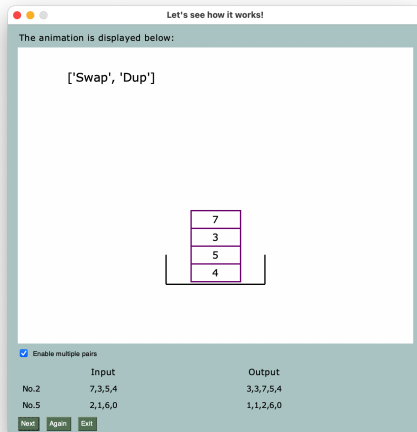 Let's see how it works!
The animation is displayed below:
['Swap', 'Dup']
7
3
5
4
Enable multiple pairs
Input Output
No.2 7,3,5,4 3,3,7,5,4
No.5 2,1,6,0 1,1,2,6,0
Next Again Exit